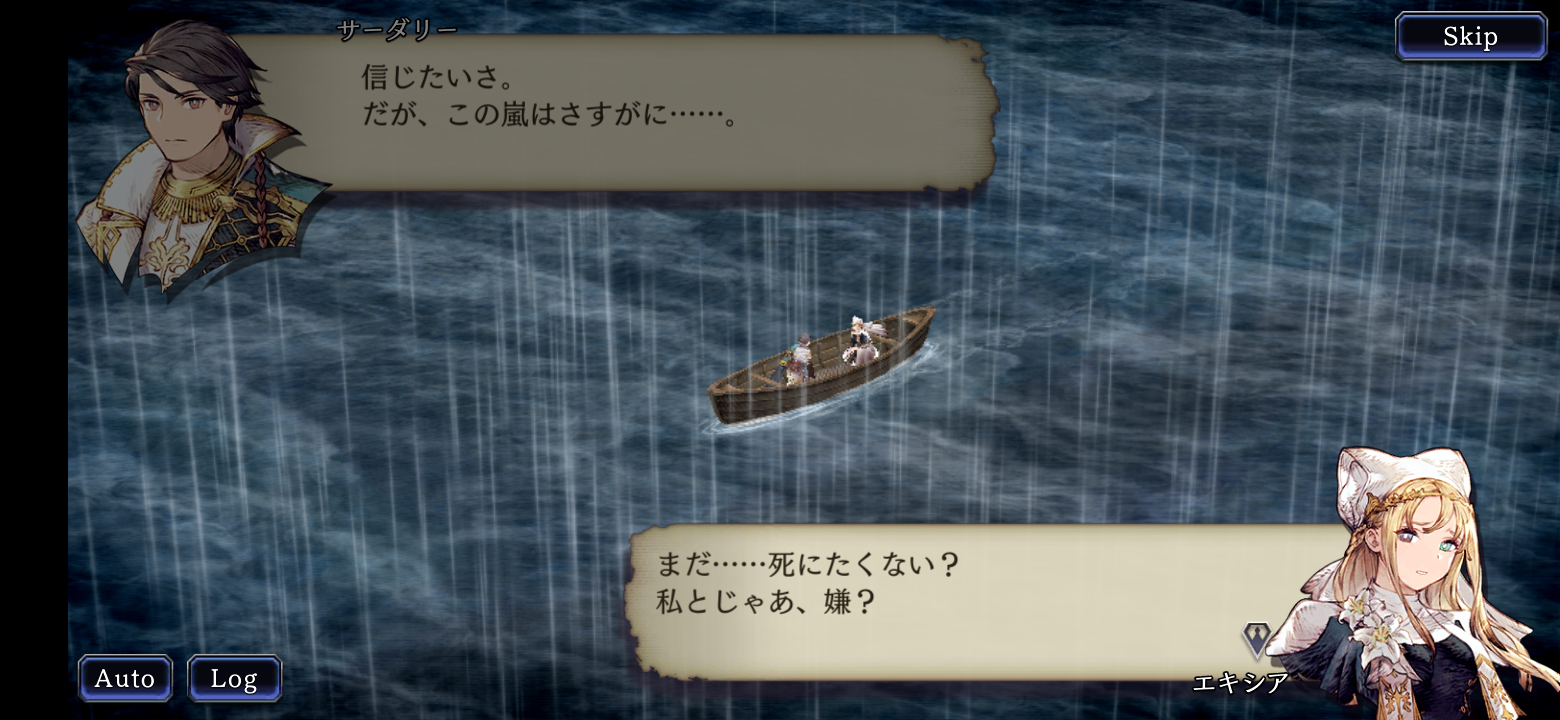 サーダリー
Skip
信じたいさ。
だが、この嵐はさすがに……。
まだ……死にたくない？
私とじゃあ、嫌？
エキシア
Auto
Log